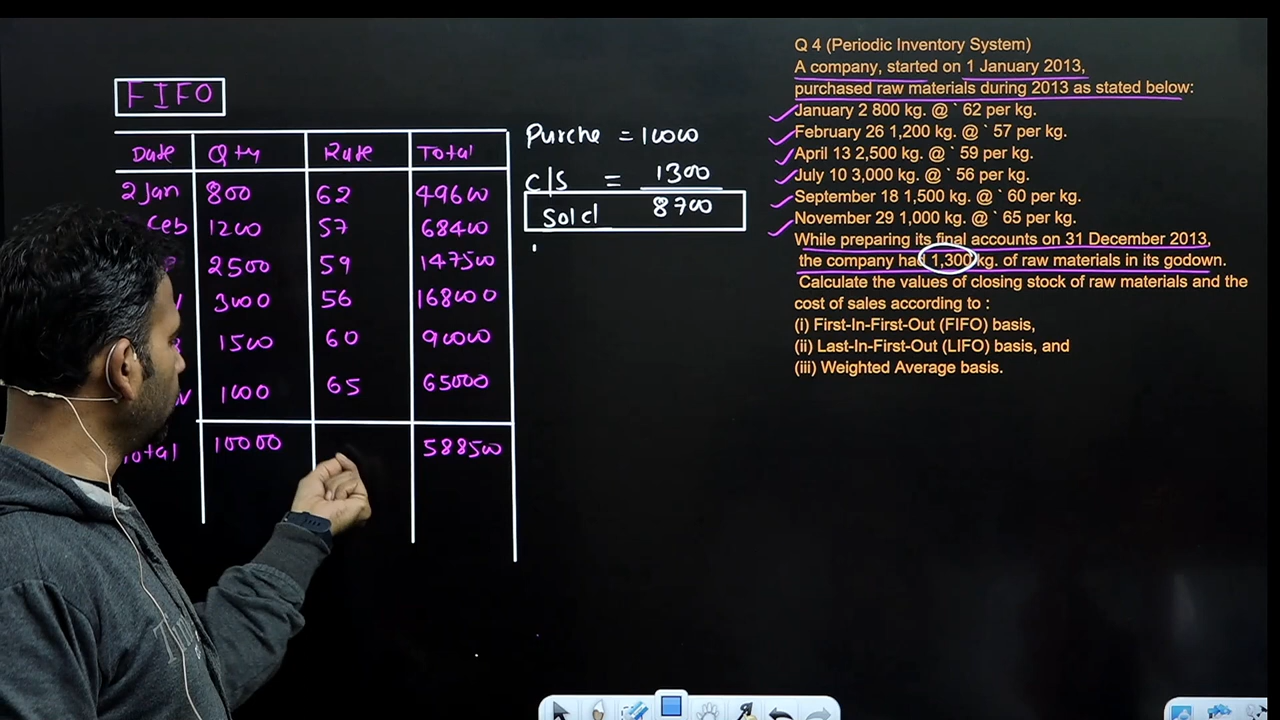 FIFO
Date Qty Rate Total
2 Jan 800 62 49600
1200 57 68400
2500 59 147500
3000 56 168000
1500 60 90000
1000 65 65000
Total 10000 588500
Purche = 10000
C/S = 1300
Sold 8700
Q 4 (Periodic Inventory System)
A company, started on 1 January 2013,
purchased raw materials during 2013 as stated below:
January 2 800 kg. @ ` 62 per kg.
February 26 1,200 kg. @ ` 57 per kg.
April 13 2,500 kg. @ ` 59 per kg.
July 10 3,000 kg. @ ` 56 per kg.
September 18 1,500 kg. @ ` 60 per kg.
November 29 1,000 kg. @ ` 65 per kg.
While preparing its final accounts on 31 December 2013,
the company had 1,300 kg. of raw materials in its godown.
Calculate the values of closing stock of raw materials and the
cost of sales according to :
(i) First-In-First-Out (FIFO) basis,
(ii) Last-In-First-Out (LIFO) basis, and
(iii) Weighted Average basis.